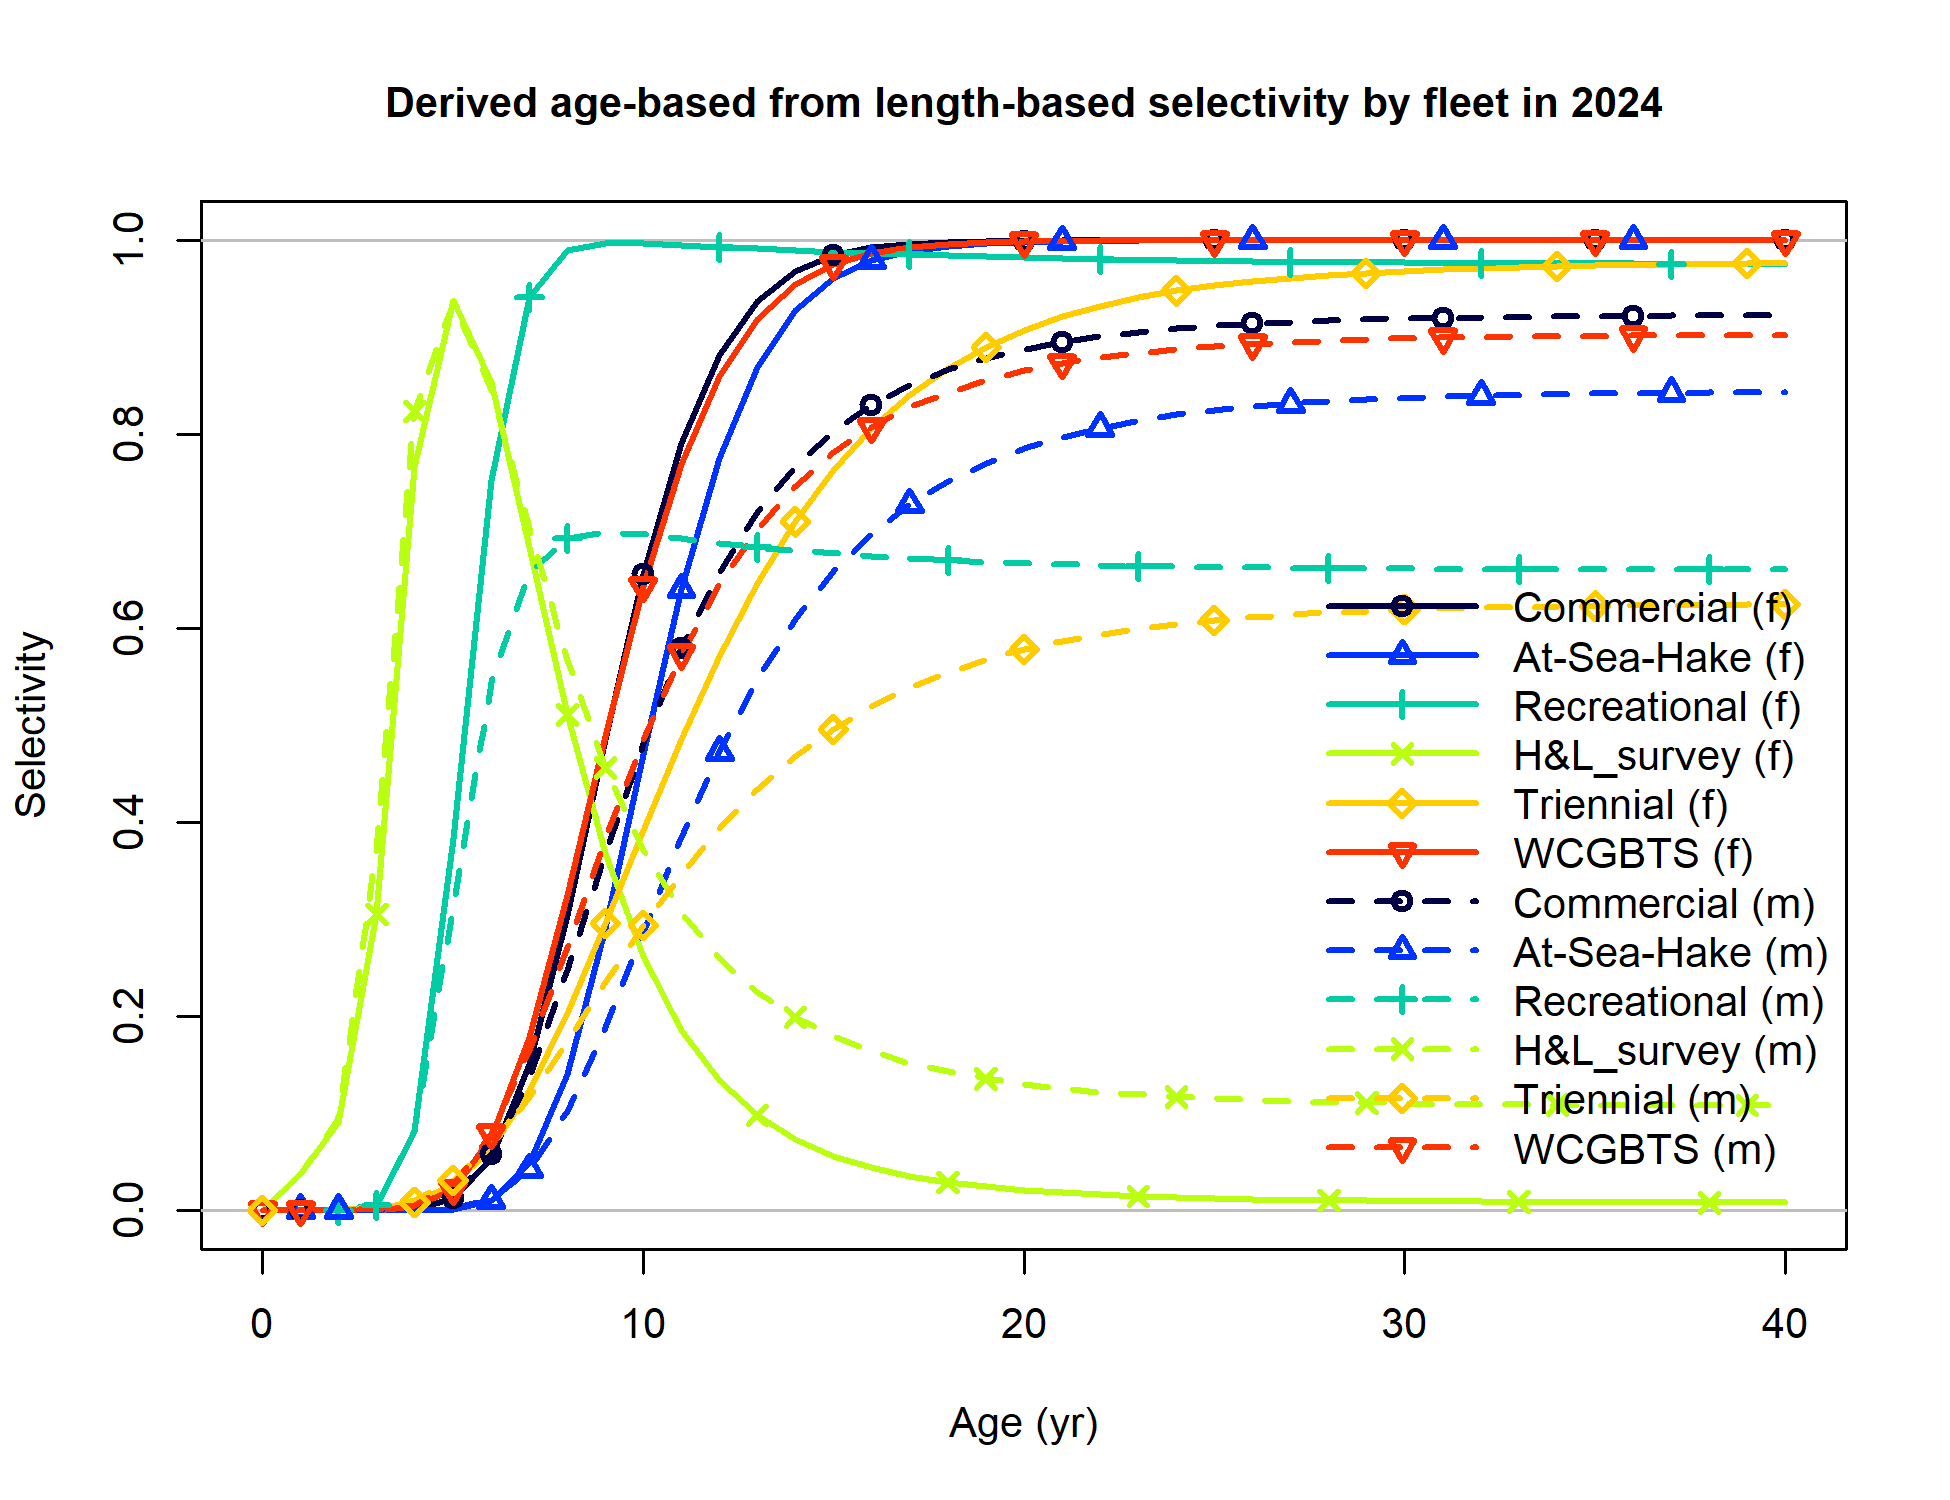 Derived age-based from length-based selectivity by fleet in 2024
Selectivity
1.0
0.8
0.6
0.4
0.2
0.0
Commercial (f)
At-Sea-Hake (f)
Recreational (f)
H&L_survey (f)
Triennial (f)
WCGBTS (f)
Commercial (m)
At-Sea-Hake (m)
Recreational (m)
H&L_survey (m)
Triennial (m)
WCGBTS (m)
0 10 20 30 40
Age (yr)